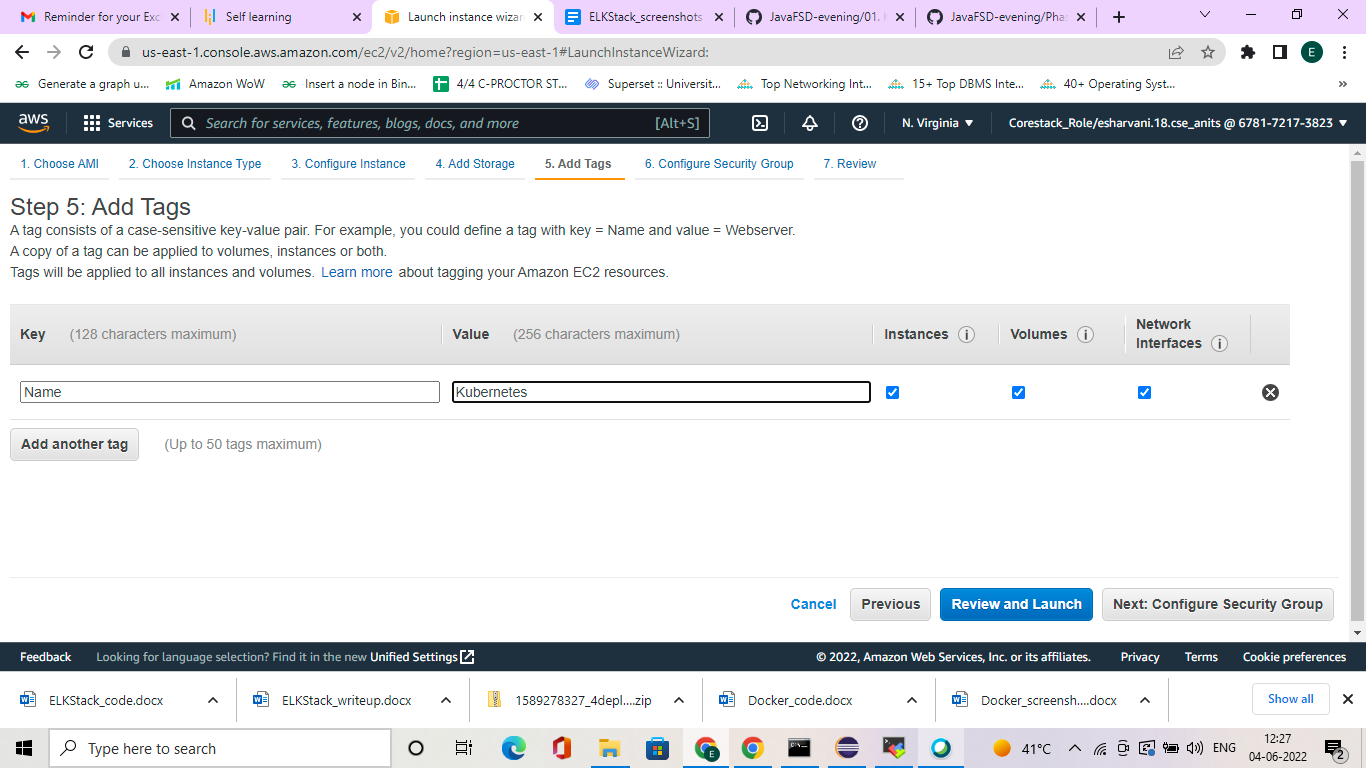 Reminder for your Exc
Self learning
Launch instance wizar
ELKStack_screenshots
JavaFSD-evening/01.
JavaFSD-evening/Pha
us-east-1.console.aws.amazon.com/ec2/v2/home?region=us-east-1#LaunchInstanceWizard:
E
Generate a graph u...
Amazon WoW
Insert a node in Bin...
4/4 C-PROCTOR ST...
Superset :: Universit...
Top Networking Int...
15+ Top DBMS Inte...
40+ Operating Syst...
»
aws
Services
Search for services, features, blogs, docs, and more [Alt+S]
N. Virginia
Corestack_Role/esharvani.18.cse_anits @ 6781-7217-3823
1. Choose AMI
2. Choose Instance Type
3. Configure Instance
4. Add Storage
5. Add Tags
6. Configure Security Group
7. Review
Step 5: Add Tags
A tag consists of a case-sensitive key-value pair. For example, you could define a tag with key = Name and value = Webserver.
A copy of a tag can be applied to volumes, instances or both.
Tags will be applied to all instances and volumes. Learn more about tagging your Amazon EC2 resources.
Key (128 characters maximum)
Value (256 characters maximum)
Instances
Volumes
Network
Interfaces
Name
Kubernetes
Add another tag
(Up to 50 tags maximum)
Cancel
Previous
Review and Launch
Next: Configure Security Group
Feedback
Looking for language selection? Find it in the new Unified Settings
© 2022, Amazon Web Services, Inc. or its affiliates.
Privacy
Terms
Cookie preferences
ELKStack_code.docx
ELKStack_writeup.docx
1589278327_4depl....zip
Docker_code.docx
Docker_screensh....docx
Show all
Type here to search
E
41°C
ENG
12:27
04-06-2022
2